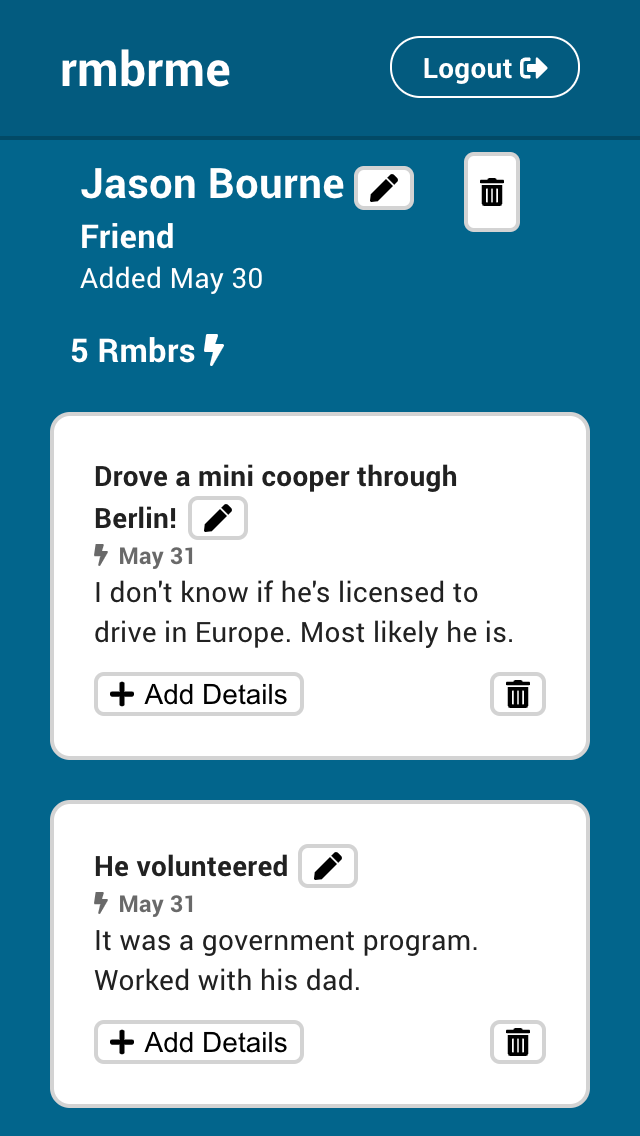 rmbrme
Logout
Jason Bourne
Friend
Added May 30
5 Rmbrs
Drove a mini cooper through
Berlin!
May 31
I don't know if he's licensed to
drive in Europe. Most likely he is.
Add Details
He volunteered
May 31
It was a government program.
Worked with his dad.
Add Details